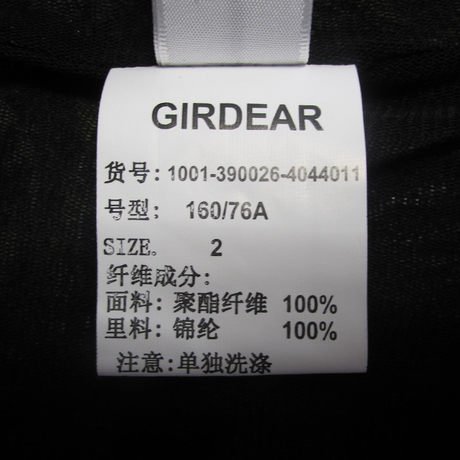 GIRDEAR
货号: 1001-390026-4044011
号型: 160/76A
SIZE. 2
纤维成分:
面料: 聚酯纤维 100%
里料: 锦纶 100%
注意: 单独洗涤